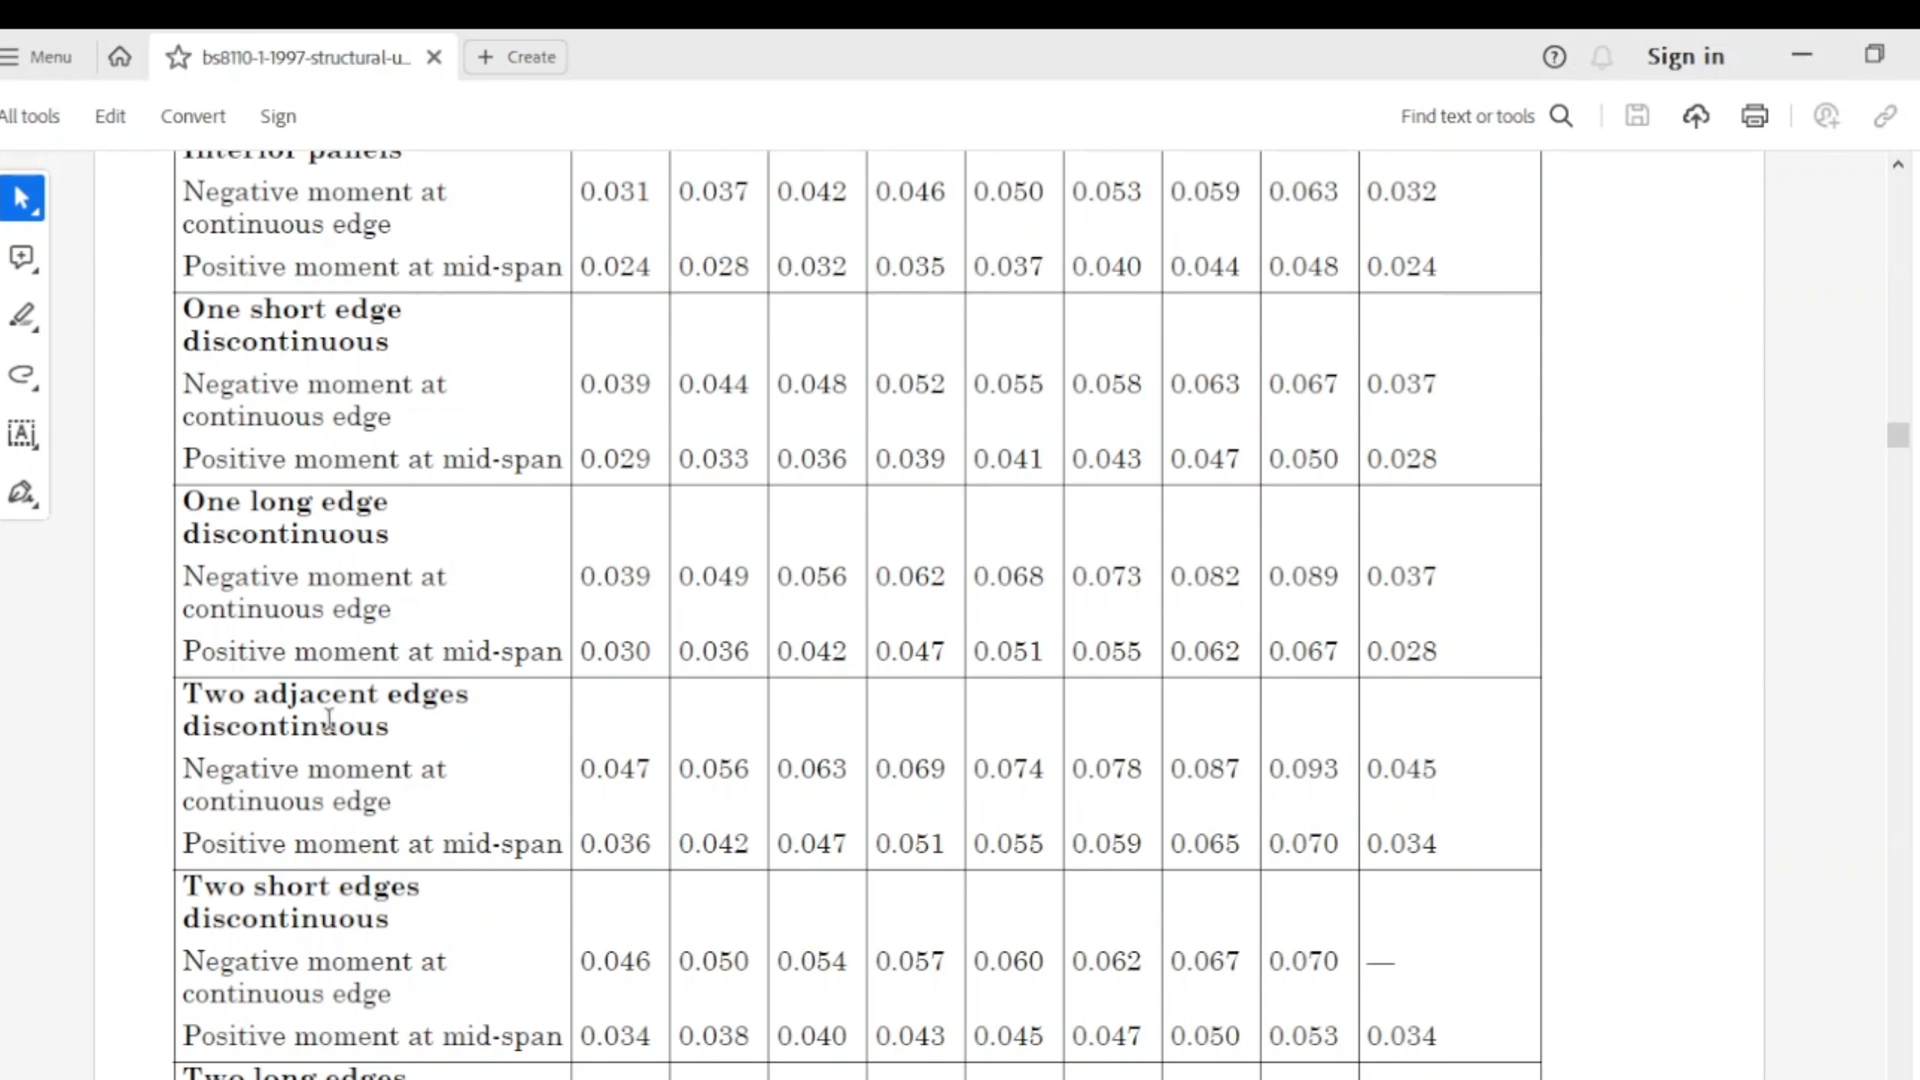 Menu bs8110-1-1997-structural-u... Create Sign in
All tools Edit Convert Sign Find text or tools
Interior panels
Negative moment at continuous edge 0.031 0.037 0.042 0.046 0.050 0.053 0.059 0.063 0.032
Positive moment at mid-span 0.024 0.028 0.032 0.035 0.037 0.040 0.044 0.048 0.024
One short edge
discontinuous
Negative moment at 0.039 0.044 0.048 0.052 0.055 0.058 0.063 0.067 0.037
continuous edge
Positive moment at mid-span 0.029 0.033 0.036 0.039 0.041 0.043 0.047 0.050 0.028
One long edge
discontinuous
Negative moment at 0.039 0.049 0.056 0.062 0.068 0.073 0.082 0.089 0.037
continuous edge
Positive moment at mid-span 0.030 0.036 0.042 0.047 0.051 0.055 0.062 0.067 0.028
Two adjacent edges
discontinuous
Negative moment at 0.047 0.056 0.063 0.069 0.074 0.078 0.087 0.093 0.045
continuous edge
Positive moment at mid-span 0.036 0.042 0.047 0.051 0.055 0.059 0.065 0.070 0.034
Two short edges
discontinuous
Negative moment at 0.046 0.050 0.054 0.057 0.060 0.062 0.067 0.070 —
continuous edge
Positive moment at mid-span 0.034 0.038 0.040 0.043 0.045 0.047 0.050 0.053 0.034
Two long edges